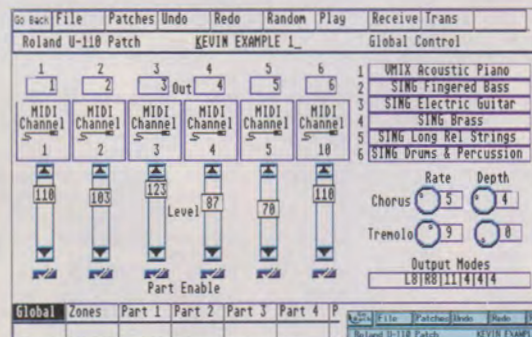 Go Back File Patches Undo Redo Random Play Receive Trans
Roland U-110 Patch KEVIN EXAMPLE 1_ Global Control
1 2 3 4 5 6
1 2 3 Out 4 5 6
MIDI Channel 1
MIDI Channel 2
MIDI Channel 3
MIDI Channel 4
MIDI Channel 5
MIDI Channel 10
110 103 123 Level 87 70 110
Part Enable
1 VMIX Acoustic Piano
2 SING Fingered Bass
3 SING Electric Guitar
4 SING Brass
5 SING Long Rel Strings
6 SING Drums & Percussion
Rate Depth
Chorus 5 4
Tremolo 9 0
Output Modes
L8|R8|11|4|4|4
Global Zones Part 1 Part 2 Part 3 Part 4 P
File Patches Undo Redo
Roland U-110 Patch KEVIN EXAMPL